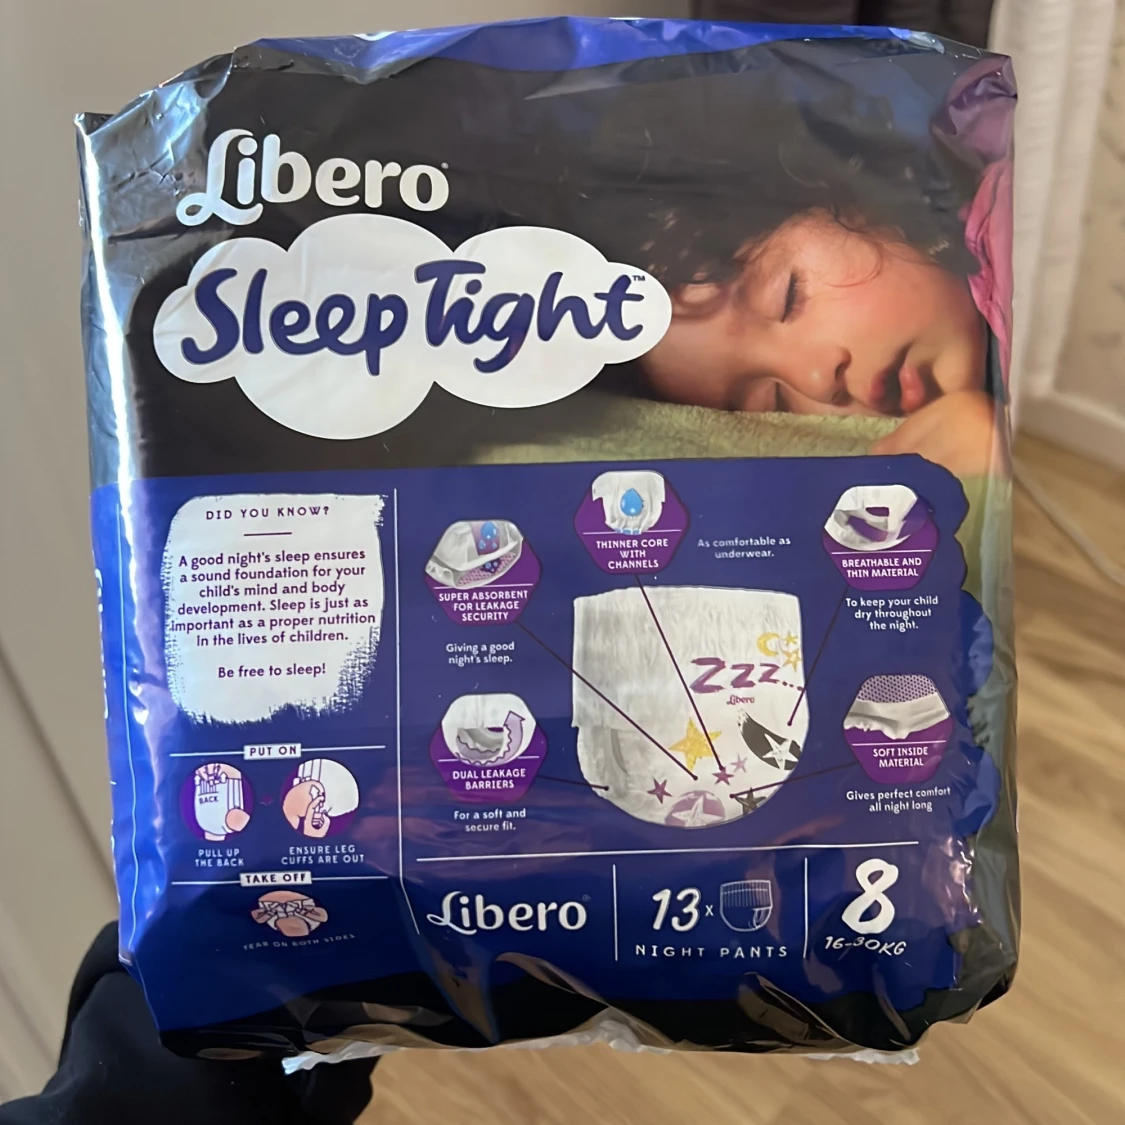 Libero
Sleep Tight™
DID YOU KNOW?
A good night's sleep ensures
a sound foundation for your
child's mind and body
development. Sleep is just as
important as a proper nutrition
in the lives of children.
Be free to sleep!
PUT ON
BACK
PULL UP
THE BACK
ENSURE LEG
CUFFS ARE OUT
TAKE OFF
TEAR ON BOTH SIDES
SUPER ABSORBENT
FOR LEAKAGE
SECURITY
Giving a good
night's sleep.
THINNER CORE
WITH
CHANNELS
As comfortable as
underwear.
BREATHABLE AND
THIN MATERIAL
To keep your child
dry throughout
the night.
Zzz...
Libero
DUAL LEAKAGE
BARRIERS
For a soft and
secure fit.
SOFT INSIDE
MATERIAL
Gives perfect comfort
all night long
Libero
13 x
NIGHT PANTS
8
16-30KG